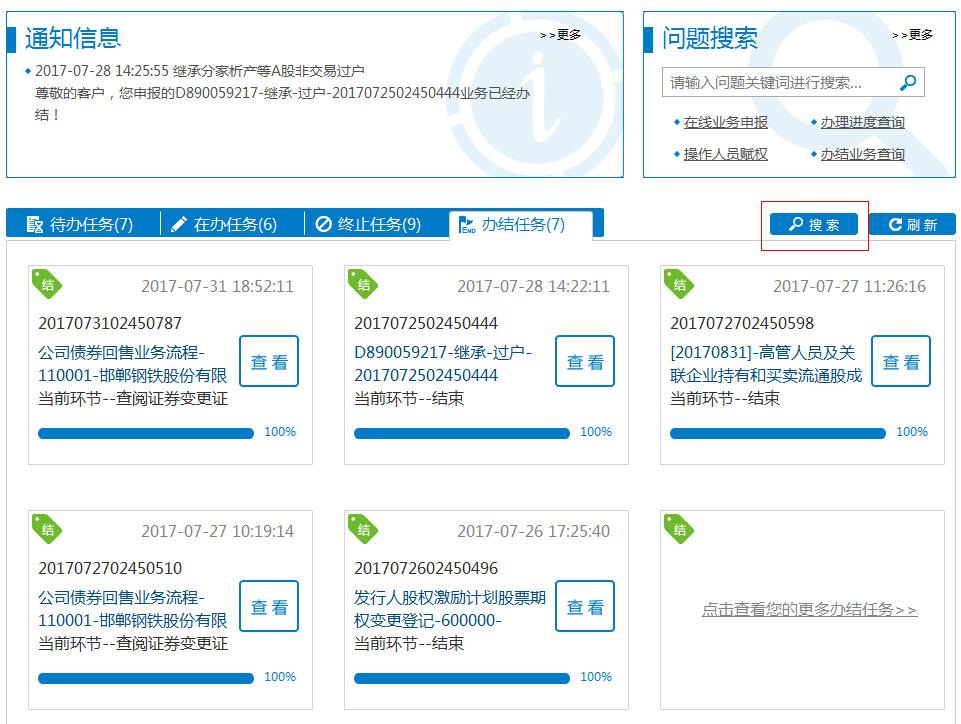 通知信息
>>更多
2017-07-28 14:25:55 继承分家析产等A股非交易过户
尊敬的客户，您申报的D890059217-继承-过户-2017072502450444业务已经办
结！
问题搜索
>>更多
请输入问题关键词进行搜索...
在线业务申报
办理进度查询
操作人员赋权
办结业务查询
待办任务(7)
在办任务(6)
终止任务(9)
END
办结任务(7)
搜 索
刷 新
结
2017-07-31 18:52:11
2017073102450787
公司债券回售业务流程-
110001-邯郸钢铁股份有限
当前环节--查阅证券变更证
查 看
100%
结
2017-07-28 14:22:11
2017072502450444
D890059217-继承-过户-
2017072502450444
当前环节--结束
查 看
100%
结
2017-07-27 11:26:16
2017072702450598
[20170831]-高管人员及关
联企业持有和买卖流通股成
当前环节--结束
查 看
100%
结
2017-07-27 10:19:14
2017072702450510
公司债券回售业务流程-
110001-邯郸钢铁股份有限
当前环节--查阅证券变更证
查 看
100%
结
2017-07-26 17:25:40
2017072602450496
发行人股权激励计划股票期
权变更登记-600000-
当前环节--结束
查 看
100%
结
点击查看您的更多办结任务>>